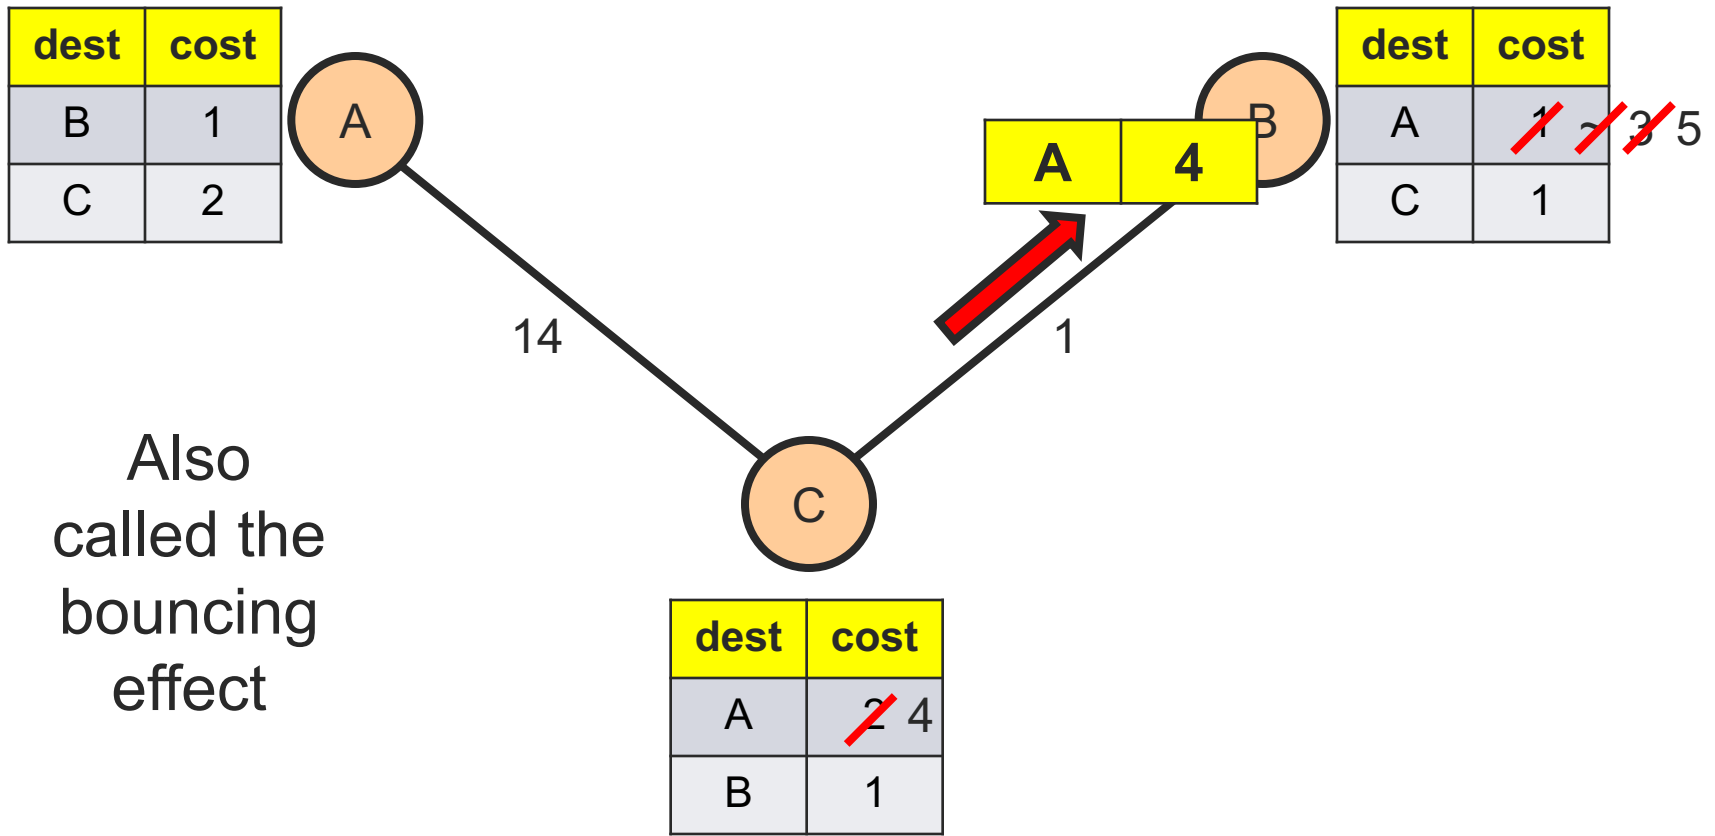 dest cost
B 1
C 2
A
B
dest cost
A 1 ~ 3 5
C 1
A 4
14
1
Also
called the
bouncing
effect
C
dest cost
A 2 4
B 1